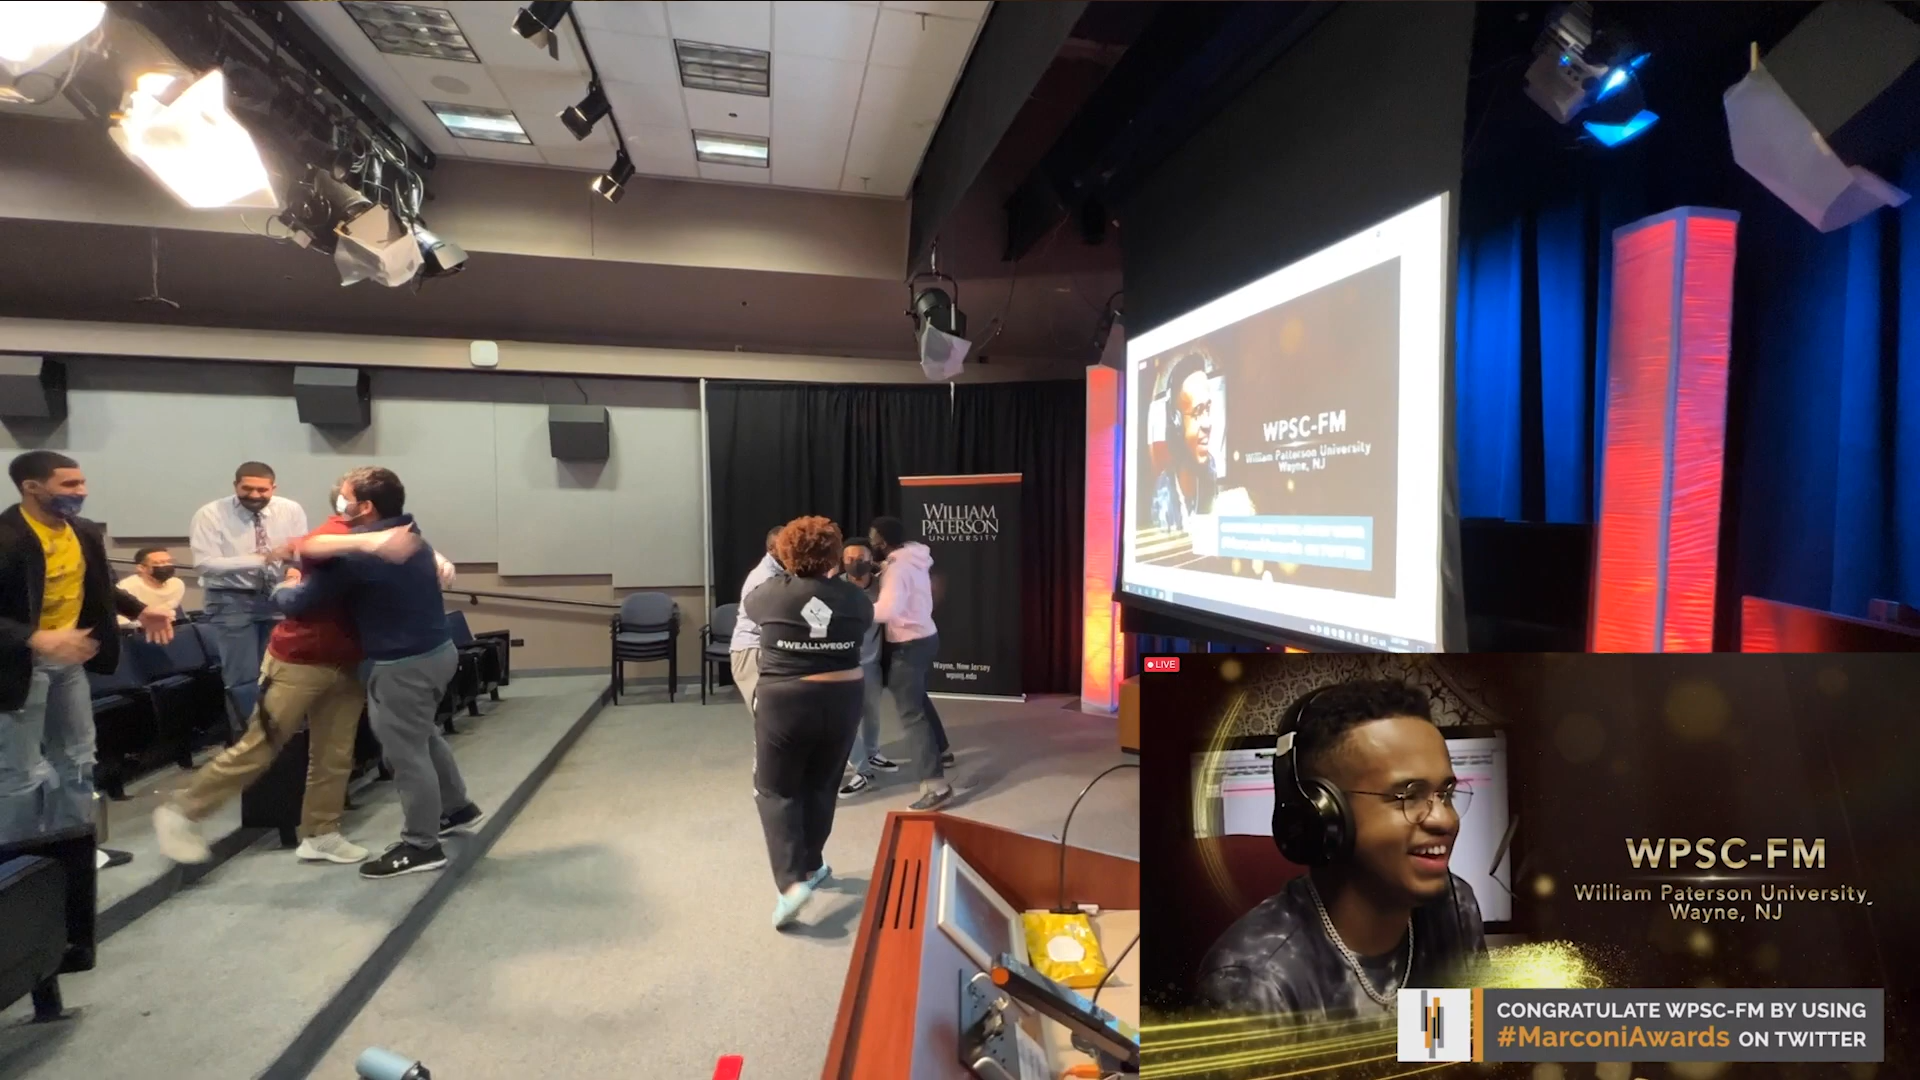 WPSC-FM
William Paterson University
Wayne, NJ
WILLIAM
PATERSON
UNIVERSITY
#WEALLWEGOT
Wayne, New Jersey
wpunj.edu
LIVE
WPSC-FM
William Paterson University,
Wayne, NJ
CONGRATULATE WPSC-FM BY USING
#MarconiAwards ON TWITTER